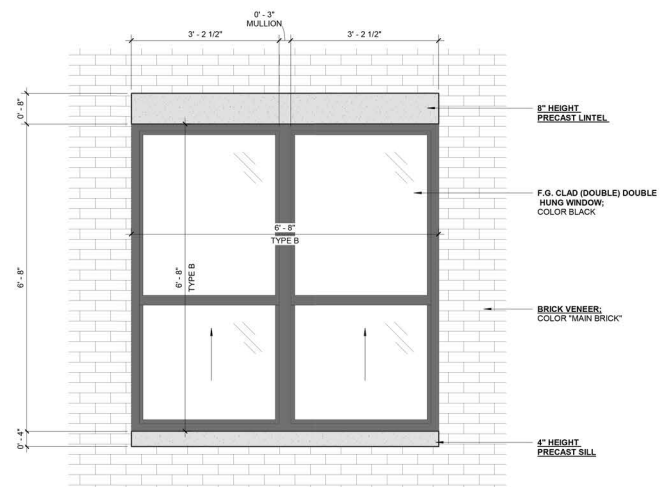 0' - 3"
MULLION
3' - 2 1/2"
3' - 2 1/2"
0' - 8"
8" HEIGHT
PRECAST LINTEL
F.G. CLAD (DOUBLE) DOUBLE
HUNG WINDOW;
COLOR BLACK
6' - 8"
TYPE B
6' - 8"
6' - 8"
TYPE B
BRICK VENEER;
COLOR "MAIN BRICK"
0' - 4"
4" HEIGHT
PRECAST SILL